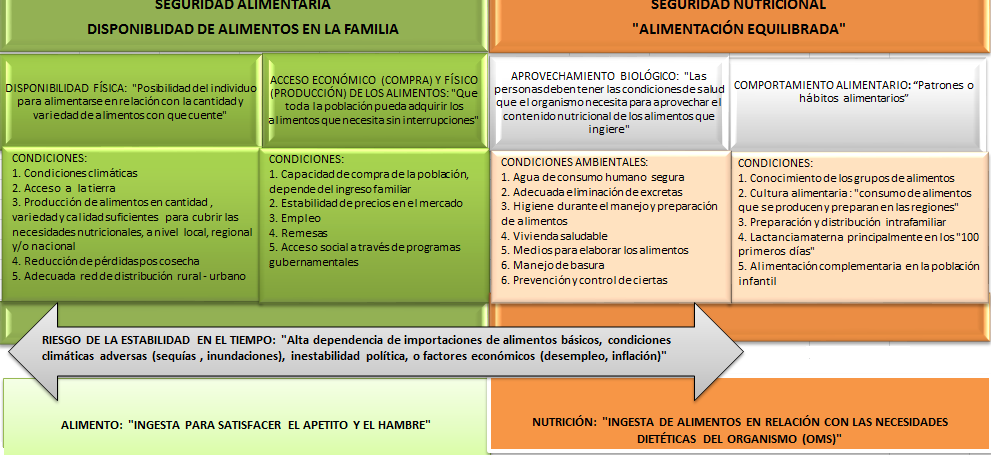 SEGURIDAD ALIMENTARIA
DISPONIBLIDAD DE ALIMENTOS EN LA FAMILIA
SEGURIDAD NUTRICIONAL
"ALIMENTACIÓN EQUILIBRADA"
DISPONIBILIDAD FÍSICA: "Posibilidad del individuo
para alimentarse en relación con la cantidad
y variedad de alimentos con que cuente"
ACCESO ECONÓMICO (COMPRA) Y FÍSICO
(PRODUCCIÓN) DE LOS ALIMENTOS: "Que
toda la población pueda adquirir los
alimentos que necesita sin interrupciones"
APROVECHAMIENTO BIOLÓGICO: "Las
personas deben tener las condiciones de salud
que el organismo necesita para aprovechar el
contenido nutricional de los alimentos que
ingiere"
COMPORTAMIENTO ALIMENTARIO: “Patrones o
hábitos alimentarios”
CONDICIONES:
1. Condiciones climáticas
2. Acceso a la tierra
3. Producción de alimentos en cantidad,
variedad y calidad suficientes para cubrir las
necesidades nutricionales, a nivel local, regional
y/o nacional
4. Reducción de pérdidas pos cosecha
5. Adecuada red de distribución rural - urbano
CONDICIONES:
1. Capacidad de compra de la población,
depende del ingreso familiar
2. Estabilidad de precios en el mercado
3. Empleo
4. Remesas
5. Acceso social a través de programas
gubernamentales
CONDICIONES AMBIENTALES:
1. Agua de consumo humano segura
2. Adecuada eliminación de excretas
3. Higiene durante el manejo y preparación
de alimentos
4. Vivienda saludable
5. Medios para elaborar los alimentos
6. Manejo de basura
6. Prevención y control de ciertas
CONDICIONES:
1. Conocimiento de los grupos de alimentos
2. Cultura alimentaria: "consumo de alimentos
que se producen y preparan en las regiones"
3. Preparación y distribución intrafamiliar
4. Lactancia materna principalmente en los "100
primeros días"
5. Alimentación complementaria en la población
infantil
RIESGO DE LA ESTABILIDAD EN EL TIEMPO: "Alta dependencia de importaciones de alimentos básicos, condiciones
climáticas adversas (sequías , inundaciones), inestabilidad política, o factores económicos (desempleo, inflación)"
ALIMENTO: "INGESTA PARA SATISFACER EL APETITO Y EL HAMBRE"
NUTRICIÓN: "INGESTA DE ALIMENTOS EN RELACIÓN CON LAS NECESIDADES
DIETÉTICAS DEL ORGANISMO (OMS)"